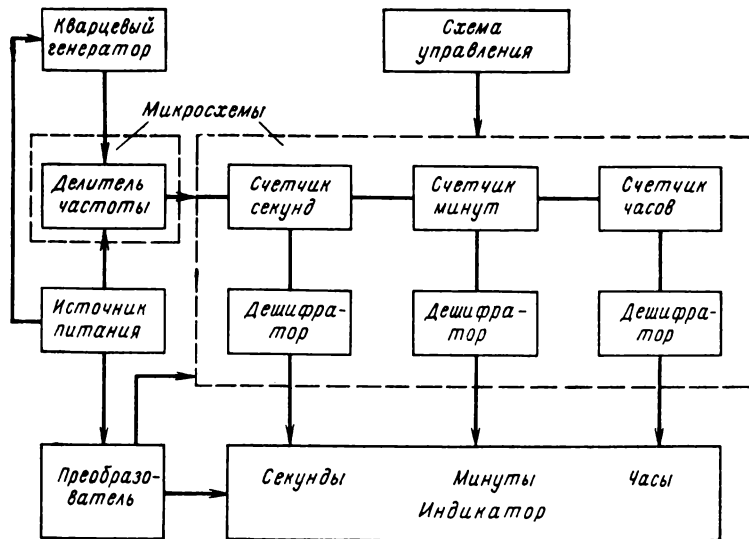 Кварцевый
генератор
Схема
управления
Микросхемы
Делитель
частоты
Счетчик
секунд
Счетчик
минут
Счетчик
часов
Источник
питания
Дешифра-
тор
Дешифра-
тор
Дешифра-
тор
Преобразо-
ватель
Секунды
Минуты
Часы
Индикатор